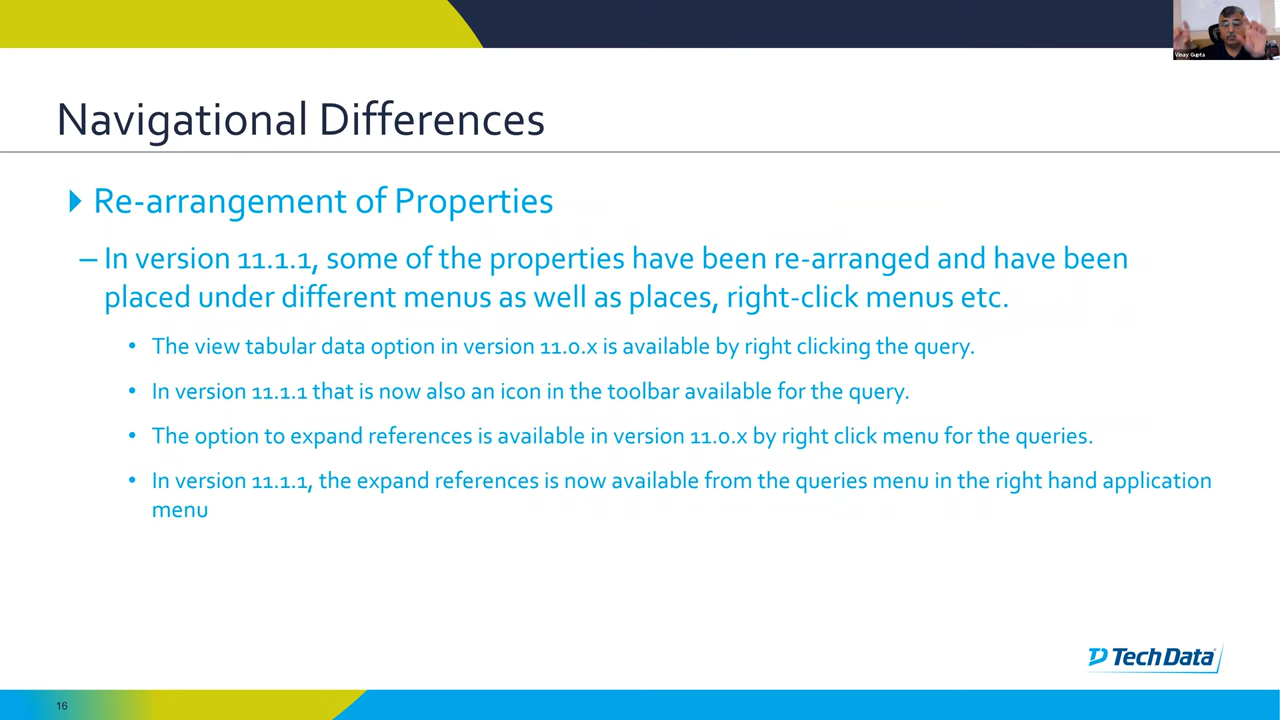 Vinay Gupta
Navigational Differences
Re-arrangement of Properties
– In version 11.1.1, some of the properties have been re-arranged and have been
placed under different menus as well as places, right-click menus etc.
• The view tabular data option in version 11.0.x is available by right clicking the query.
• In version 11.1.1 that is now also an icon in the toolbar available for the query.
• The option to expand references is available in version 11.0.x by right click menu for the queries.
• In version 11.1.1, the expand references is now available from the queries menu in the right hand application
menu
TechData
16